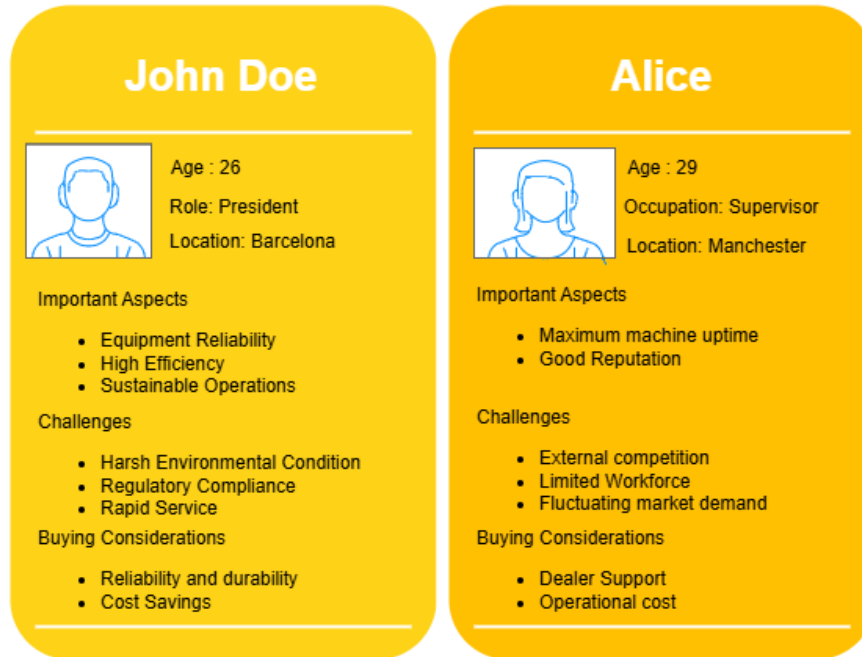 John Doe
Age : 26
Role: President
Location: Barcelona
Important Aspects
• Equipment Reliability
• High Efficiency
• Sustainable Operations
Challenges
• Harsh Environmental Condition
• Regulatory Compliance
• Rapid Service
Buying Considerations
• Reliability and durability
• Cost Savings
Alice
Age : 29
Occupation: Supervisor
Location: Manchester
Important Aspects
• Maximum machine uptime
• Good Reputation
Challenges
• External competition
• Limited Workforce
• Fluctuating market demand
Buying Considerations
• Dealer Support
• Operational cost